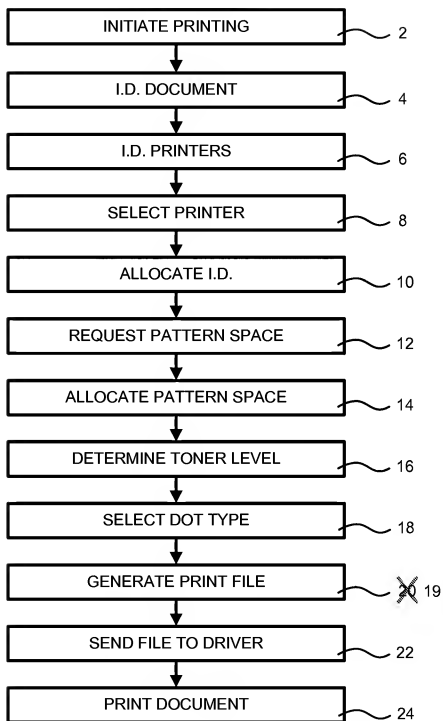 INITIATE PRINTING 2
I.D. DOCUMENT 4
I.D. PRINTERS 6
SELECT PRINTER 8
ALLOCATE I.D. 10
REQUEST PATTERN SPACE 12
ALLOCATE PATTERN SPACE 14
DETERMINE TONER LEVEL 16
SELECT DOT TYPE 18
GENERATE PRINT FILE 20 19
SEND FILE TO DRIVER 22
PRINT DOCUMENT 24